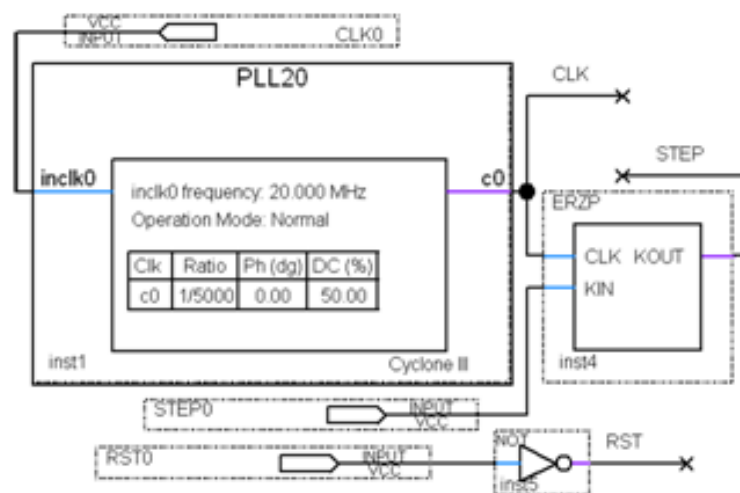 VCC
INPUT
CLK0
PLL20
CLK
STEP
inclk0
c0
inclk0 frequency: 20.000 MHz
Operation Mode: Normal
Clk Ratio Ph (dg) DC (%)
c0 1/5000 0.00 50.00
inst1
Cyclone III
ERZP
CLK KOUT
KIN
inst4
STEP0
INPUT
VCC
RST0
INPUT
VCC
NOT
inst5
RST